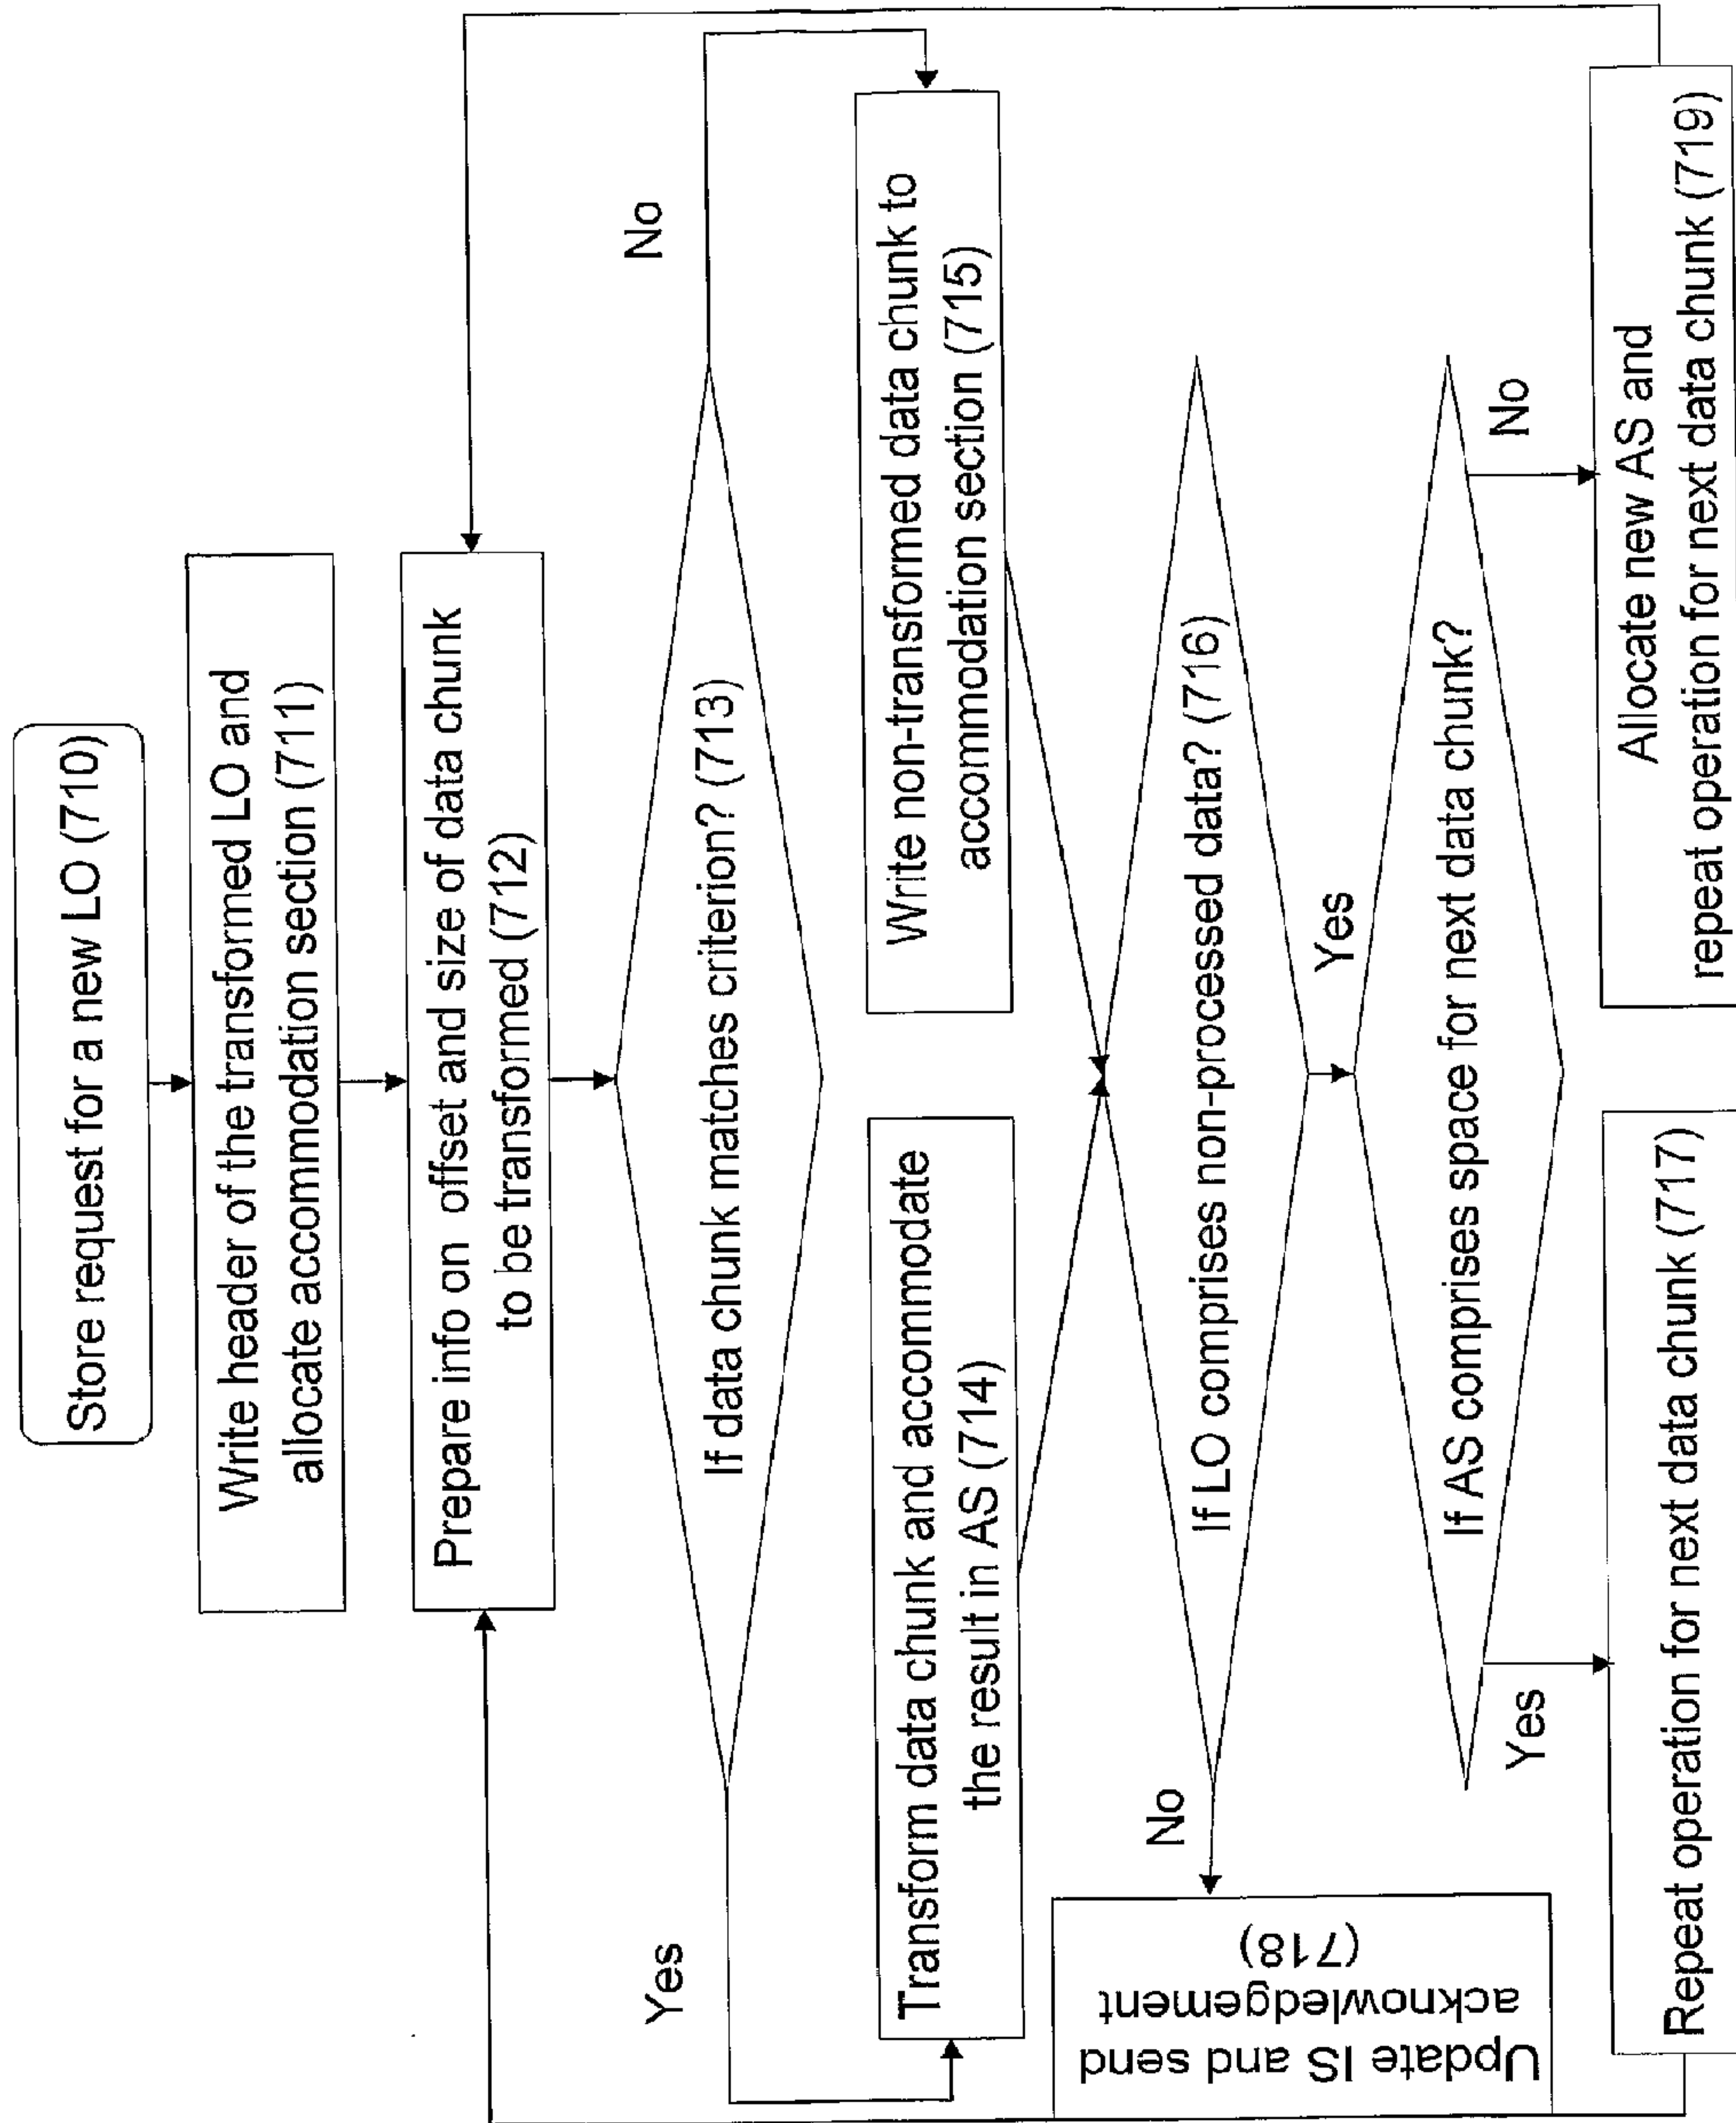 Store request for a new LO (710)
Write header of the transformed LO and
allocate accommodation section (711)
Prepare info on offset and size of data chunk
to be transformed (712)
If data chunk matches criterion? (713)
Yes
No
Transform data chunk and accommodate
the result in AS (714)
Write non-transformed data chunk to
accommodation section (715)
If LO comprises non-processed data? (716)
No
Yes
Update IS and send
acknowledgement
(718)
If AS comprises space for next data chunk?
Yes
No
Repeat operation for next data chunk (717)
Allocate new AS and
repeat operation for next data chunk (719)